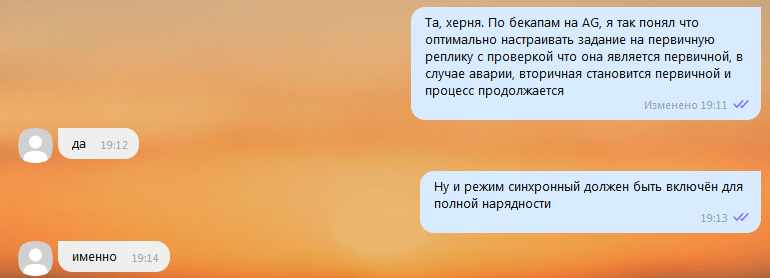 Та, херня. По бекапам на AG, я так понял что
оптимально настраивать задание на первичную
реплику с проверкой что она является первичной, в
случае аварии, вторичная становится первичной и
процесс продолжается
Изменено 19:11
да 19:12
Ну и режим синхронный должен быть включён для
полной нарядности
19:13
именно 19:14